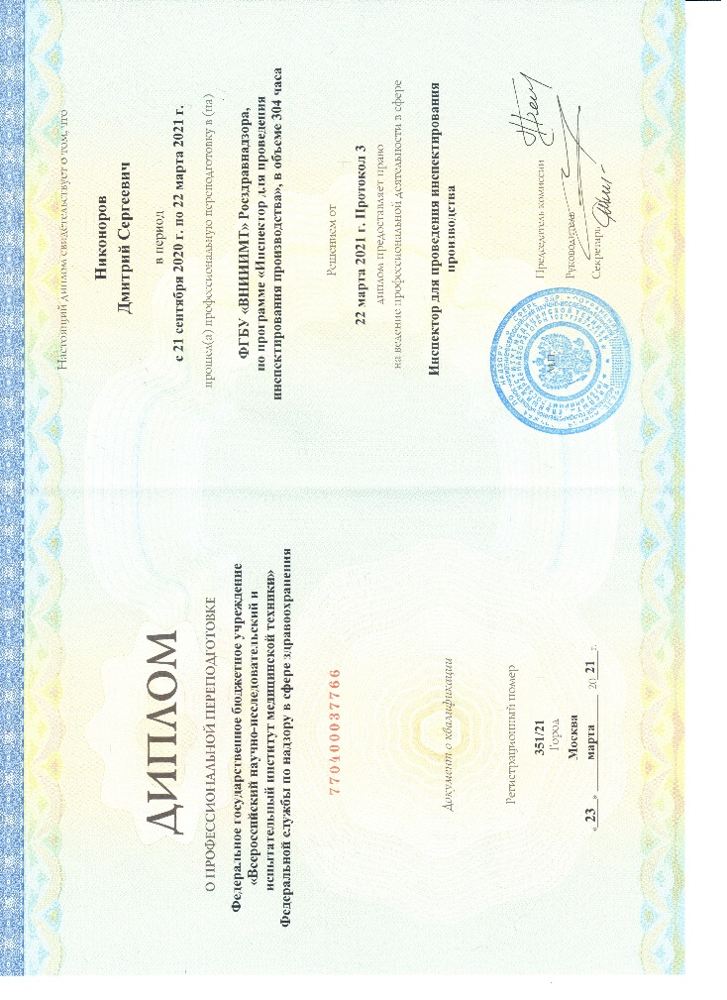 ДИПЛОМ
О ПРОФЕССИОНАЛЬНОЙ ПЕРЕПОДГОТОВКЕ
Федеральное государственное бюджетное учреждение
«Всероссийский научно-исследовательский и
испытательный институт медицинской техники»
Федеральной службы по надзору в сфере здравоохранения
770400037766
Документ о квалификации
Регистрационный номер
351/21
Город
Москва
« 23 » марта 20 21 г.
Настоящий диплом свидетельствует о том, что
Никоноров
Дмитрий Сергеевич
в период
с 21 сентября 2020 г. по 22 марта 2021 г.
прошел(а) профессиональную переподготовку в (на)
ФГБУ «ВНИИИМТ» Росздравнадзора,
по программе «Инспектор для проведения
инспектирования производства», в объеме 304 часа
Решением от
22 марта 2021 г. Протокол 3
диплом предоставляет право
на ведение профессиональной деятельности в сфере
Инспектор для проведения инспектирования
производства
Председатель комиссии
Руководитель
Секретарь
М.П.